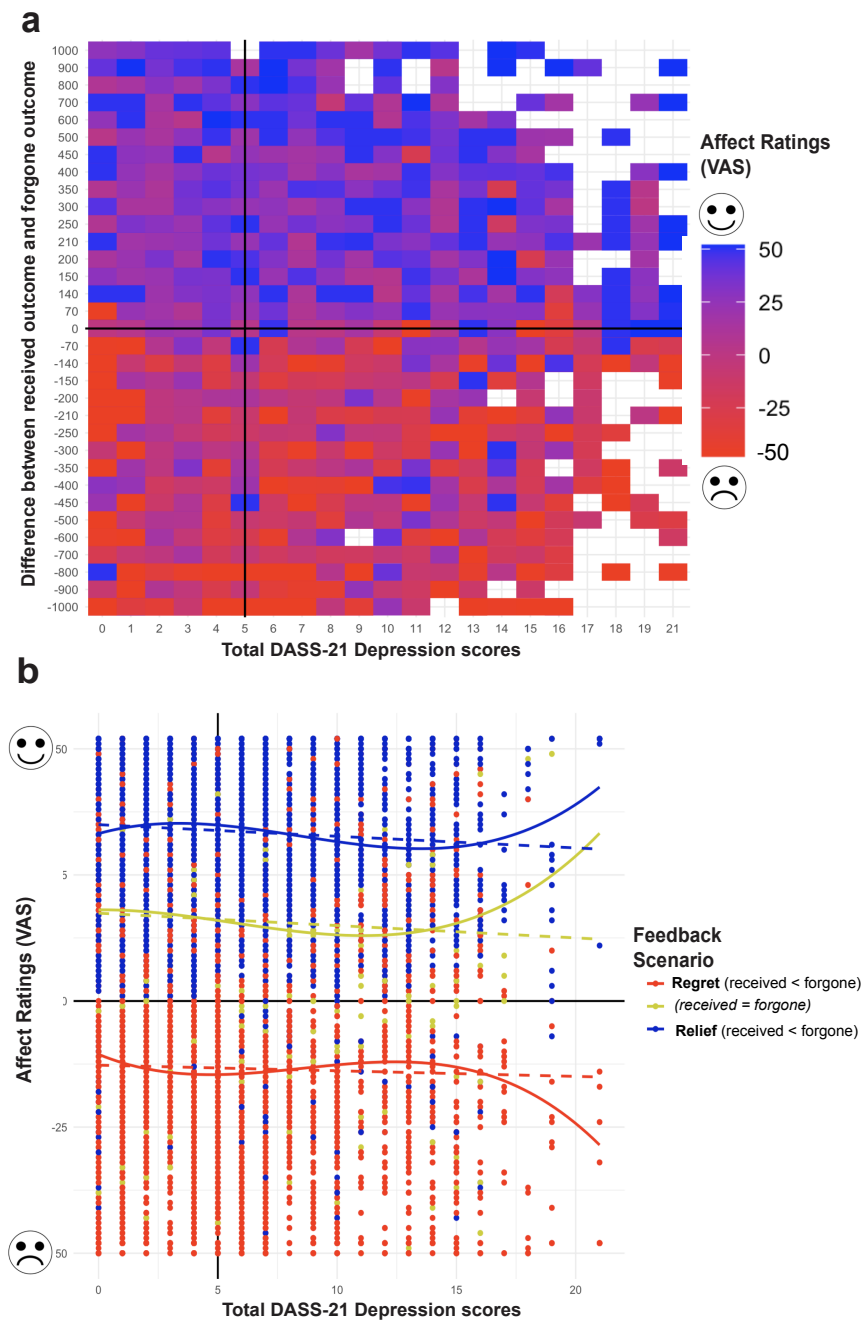 a
Difference between received outcome and forgone outcome
1000
900
800
700
600
500
450
400
350
300
250
210
200
150
140
70
0
-70
-140
-150
-200
-210
-250
-300
-350
-400
-450
-500
-600
-700
-800
-900
-1000
0 1 2 3 4 5 6 7 8 9 10 11 12 13 14 15 16 17 18 19 21
Total DASS-21 Depression scores
Affect Ratings
(VAS)
50
25
0
-25
-50
b
Affect Ratings (VAS)
50
5
0
-25
50
0 5 10 15 20
Total DASS-21 Depression scores
Feedback
Scenario
Regret (received < forgone)
(received = forgone)
Relief (received < forgone)